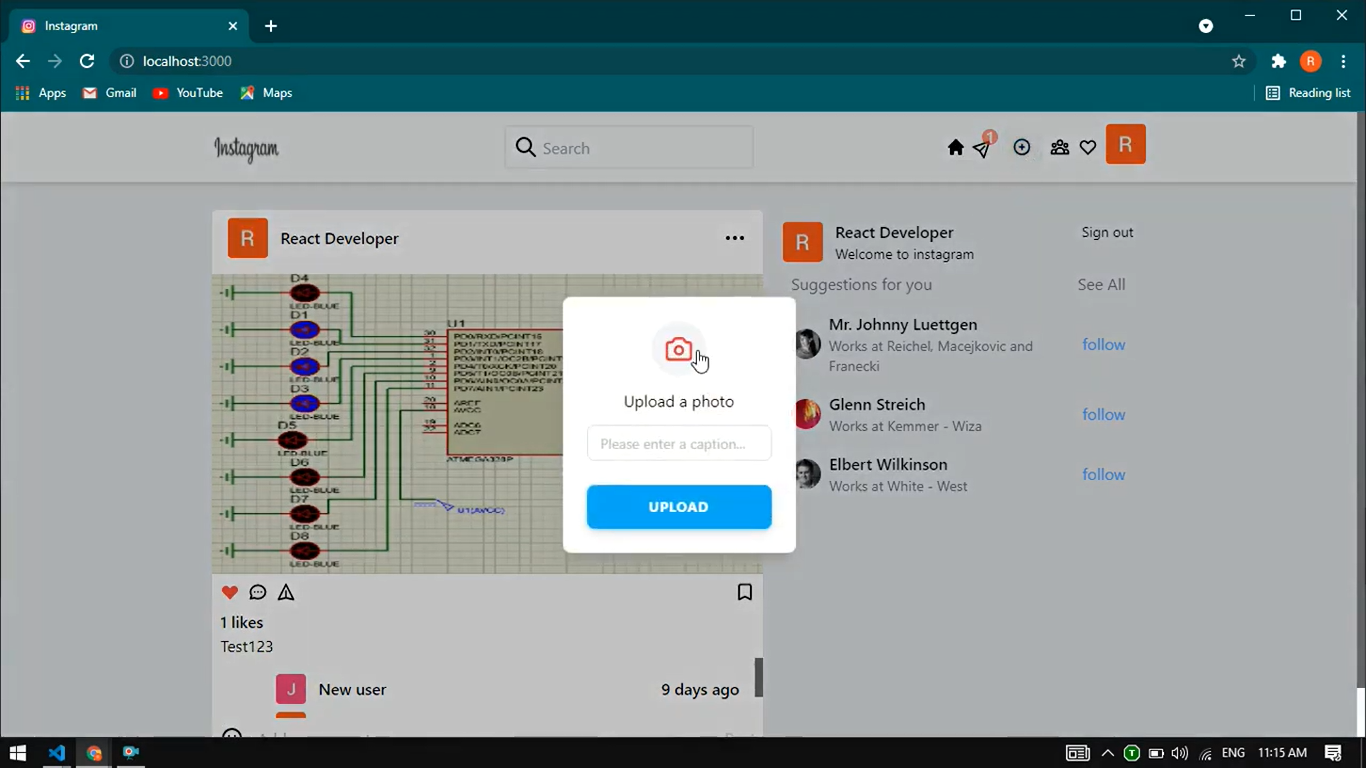 Instagram
localhost:3000
R
Apps
Gmail
YouTube
Maps
Reading list
Instagram
Search
1
R
R
React Developer
R
React Developer
Sign out
Welcome to instagram
Suggestions for you
See All
Mr. Johnny Luettgen
Works at Reichel, Macejkovic and
Franecki
follow
Glenn Streich
Works at Kemmer - Wiza
follow
Elbert Wilkinson
Works at White - West
follow
D4
LED-BLUE
D1
LED-BLUE
D2
LED-BLUE
D3
LED-BLUE
D5
LED-BLUE
D6
LED-BLUE
D7
LED-BLUE
D8
LED-BLUE
U1
ATMEGA328P
U1(AVCC)
Upload a photo
Please enter a caption...
UPLOAD
1 likes
Test123
J
New user
9 days ago
ENG
11:15 AM